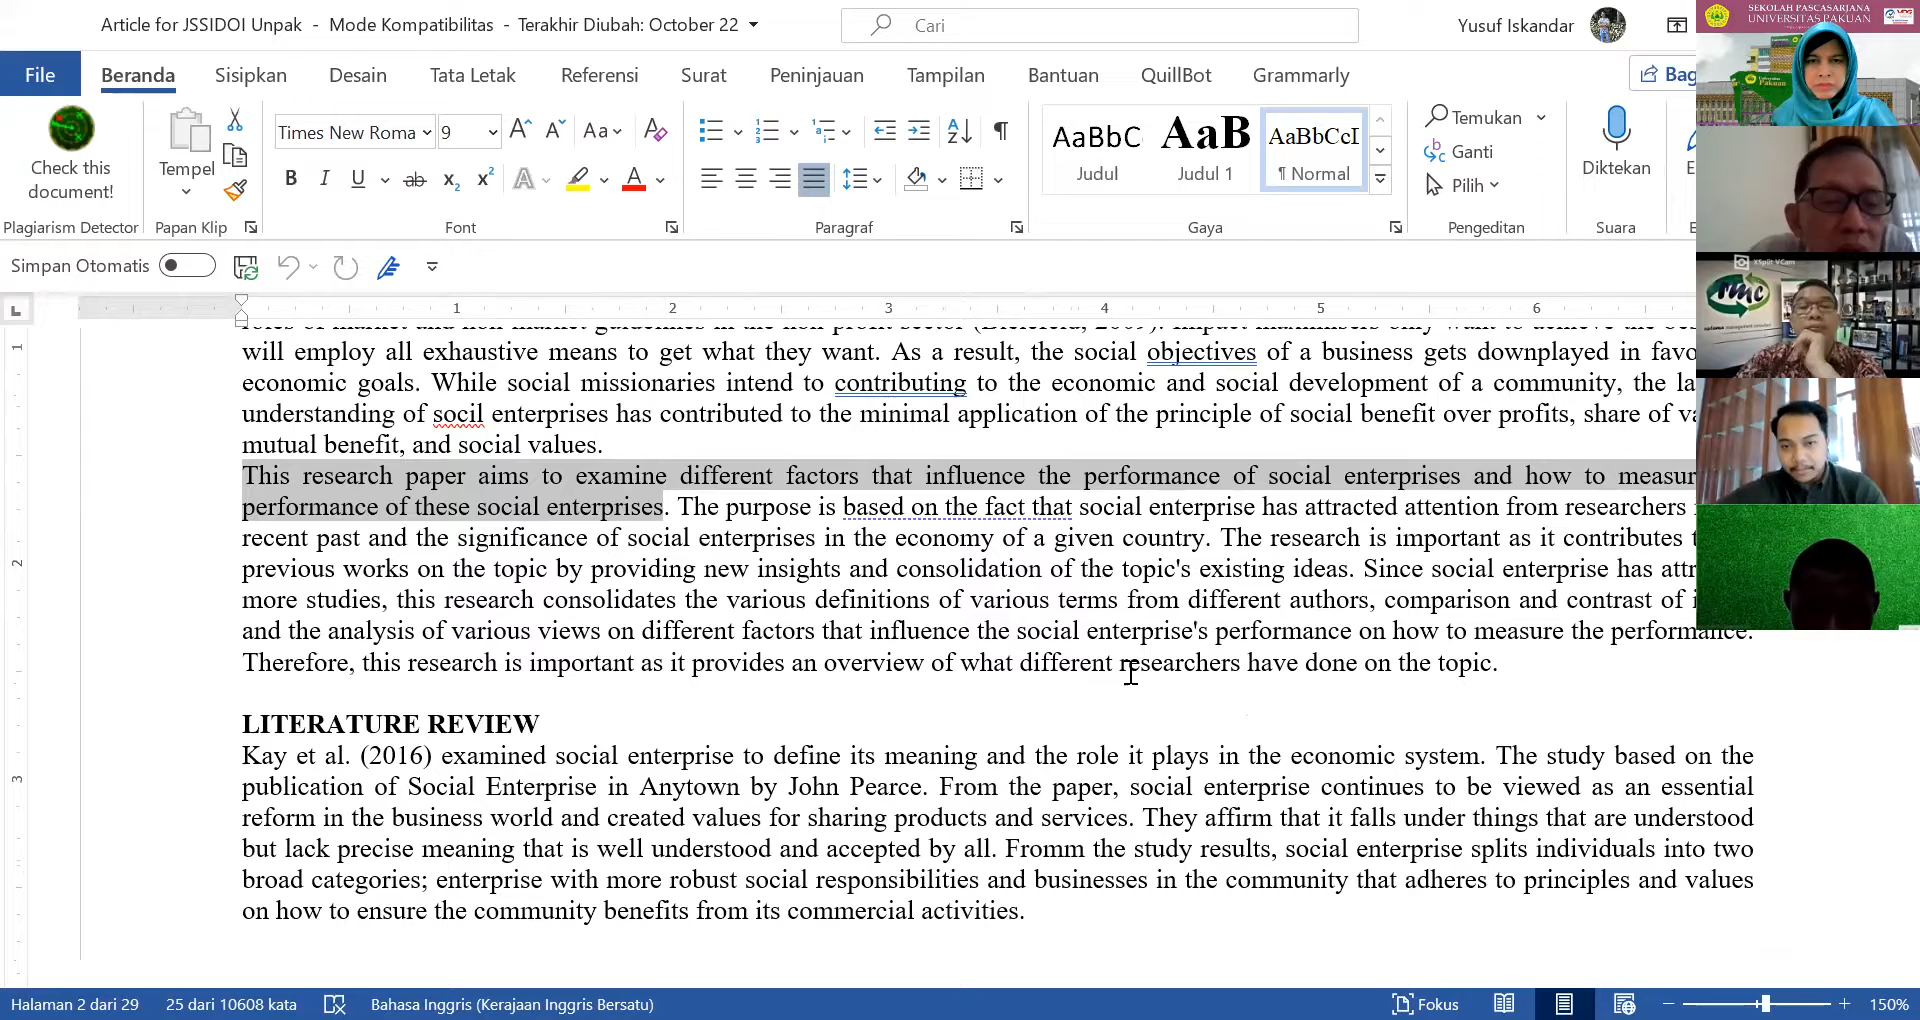 Article for JSSIDOI Unpak - Mode Kompatibilitas - Terakhir Diubah: October 22
Cari
Yusuf Iskandar
SEKOLAH PASCASARJANA
UNIVERSITAS PAKUAN
File Beranda Sisipkan Desain Tata Letak Referensi Surat Peninjauan Tampilan Bantuan QuillBot Grammarly Bag
Check this
document!
Tempel
Times New Roma 9
AaBbC AaB AaBbCcI
Judul Judul 1 ¶ Normal
Temukan
Ganti
Pilih
Diktekan
Plagiarism Detector Papan Klip Font Paragraf Gaya Pengeditan Suara
Simpan Otomatis
XSplit VCam
rmc
1 2 3 4 5 6
will employ all exhaustive means to get what they want. As a result, the social objectives of a business gets downplayed in favo
economic goals. While social missionaries intend to contributing to the economic and social development of a community, the la
understanding of socil enterprises has contributed to the minimal application of the principle of social benefit over profits, share of va
mutual benefit, and social values.
This research paper aims to examine different factors that influence the performance of social enterprises and how to measur
performance of these social enterprises. The purpose is based on the fact that social enterprise has attracted attention from researchers
recent past and the significance of social enterprises in the economy of a given country. The research is important as it contributes
previous works on the topic by providing new insights and consolidation of the topic's existing ideas. Since social enterprise has attr
more studies, this research consolidates the various definitions of various terms from different authors, comparison and contrast of
and the analysis of various views on different factors that influence the social enterprise's performance on how to measure the performance.
Therefore, this research is important as it provides an overview of what different researchers have done on the topic.
LITERATURE REVIEW
Kay et al. (2016) examined social enterprise to define its meaning and the role it plays in the economic system. The study based on the
publication of Social Enterprise in Anytown by John Pearce. From the paper, social enterprise continues to be viewed as an essential
reform in the business world and created values for sharing products and services. They affirm that it falls under things that are understood
but lack precise meaning that is well understood and accepted by all. Fromm the study results, social enterprise splits individuals into two
broad categories; enterprise with more robust social responsibilities and businesses in the community that adheres to principles and values
on how to ensure the community benefits from its commercial activities.
Halaman 2 dari 29 25 dari 10608 kata Bahasa Inggris (Kerajaan Inggris Bersatu) Fokus 150%